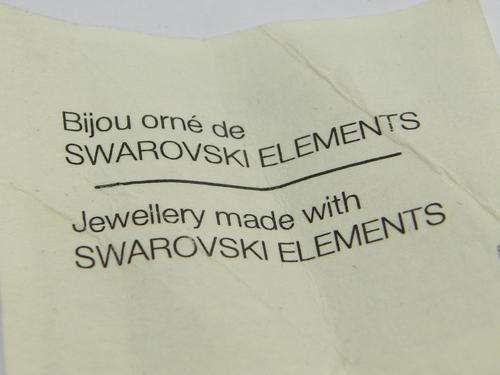 Bijou orné de
SWAROVSKI ELEMENTS
Jewellery made with
SWAROVSKI ELEMENTS